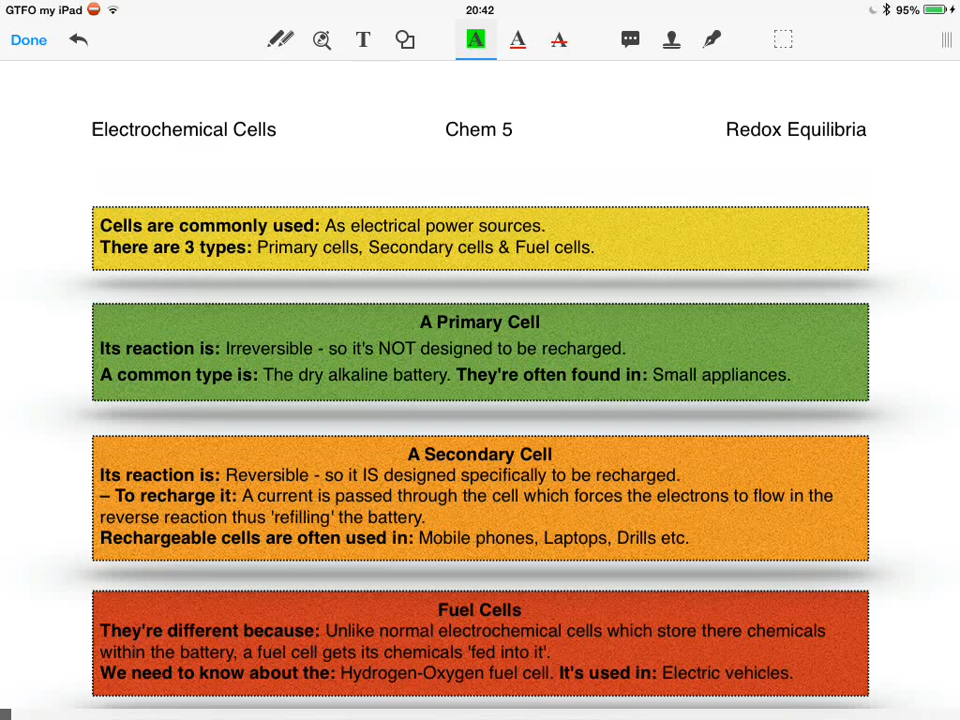 GTFO my iPad
20:42
95%
Done
T
A
A
A
Electrochemical Cells Chem 5 Redox Equilibria
Cells are commonly used: As electrical power sources.
There are 3 types: Primary cells, Secondary cells & Fuel cells.
A Primary Cell
Its reaction is: Irreversible - so it's NOT designed to be recharged.
A common type is: The dry alkaline battery. They're often found in: Small appliances.
A Secondary Cell
Its reaction is: Reversible - so it IS designed specifically to be recharged.
– To recharge it: A current is passed through the cell which forces the electrons to flow in the
reverse reaction thus 'refilling' the battery.
Rechargeable cells are often used in: Mobile phones, Laptops, Drills etc.
Fuel Cells
They're different because: Unlike normal electrochemical cells which store there chemicals
within the battery, a fuel cell gets its chemicals 'fed into it'.
We need to know about the: Hydrogen-Oxygen fuel cell. It's used in: Electric vehicles.